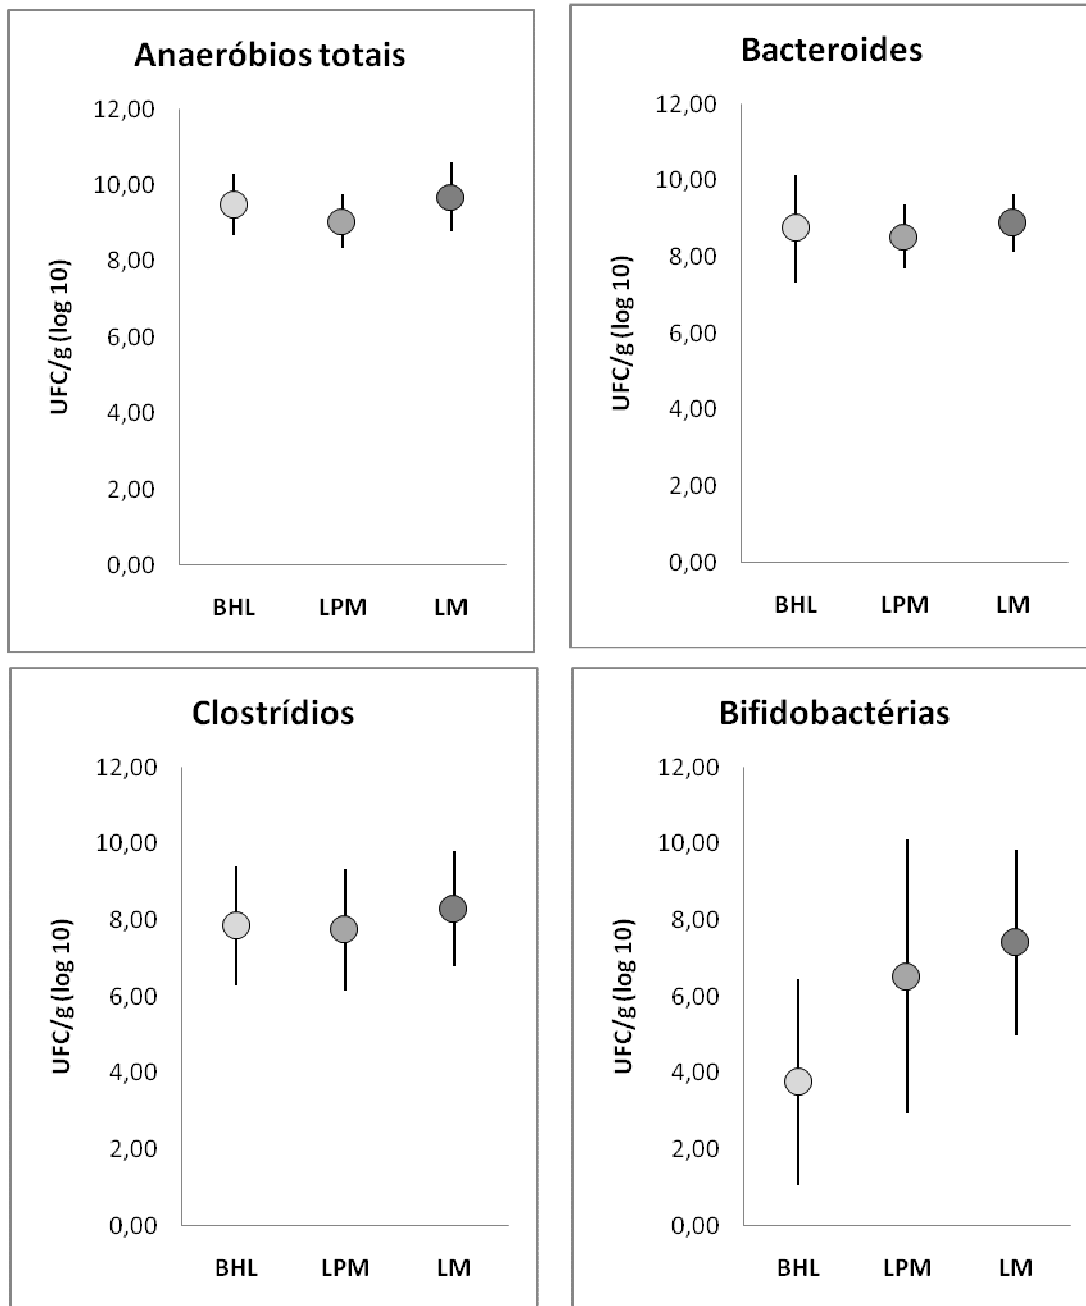 Anaeróbios totais
12,00
10,00
8,00
6,00
4,00
2,00
0,00
UFC/g (log 10)
BHL LPM LM
Bacteroides
12,00
10,00
8,00
6,00
4,00
2,00
0,00
UFC/g (log 10)
BHL LPM LM
Clostrídios
12,00
10,00
8,00
6,00
4,00
2,00
0,00
UFC/g (log 10)
BHL LPM LM
Bifidobactérias
12,00
10,00
8,00
6,00
4,00
2,00
0,00
UFC/g (log 10)
BHL LPM LM